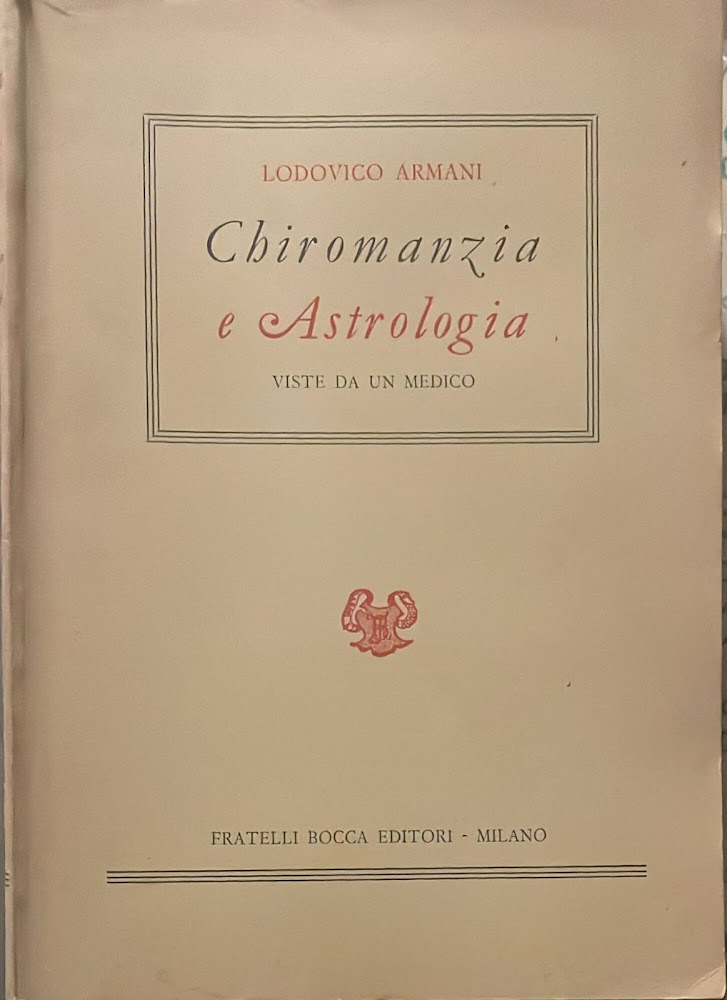 LODOVICO ARMANI
Chiromanzia
e Astrologia
VISTE DA UN MEDICO
FRATELLI BOCCA EDITORI - MILANO